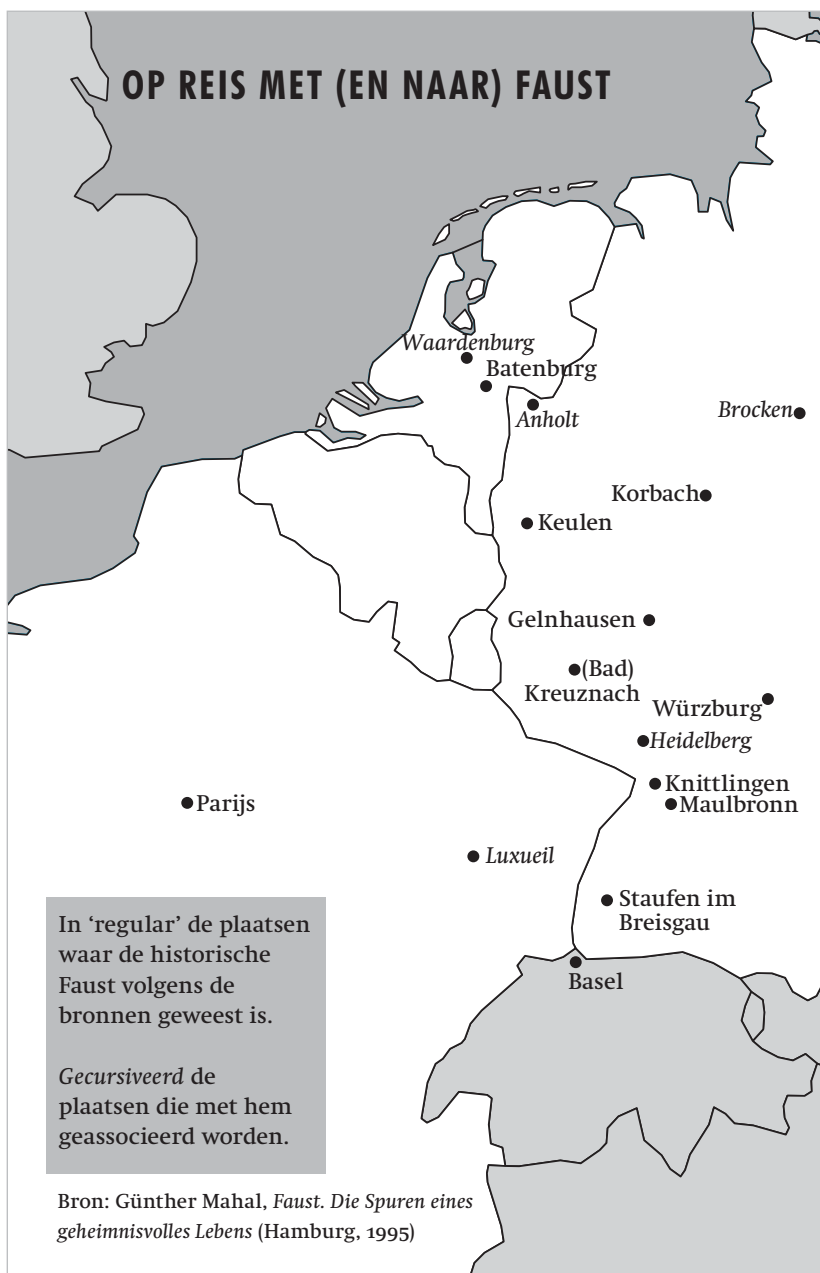 OP REIS MET (EN NAAR) FAUST
Waardenburg
Batenburg
Anholt
Brocken
Korbach
Keulen
Gelnhausen
(Bad)
Kreuznach
Würzburg
Heidelberg
Knittlingen
Maulbronn
Parijs
Luxueil
Staufen im
Breisgau
Basel
In ‘regular’ de plaatsen
waar de historische
Faust volgens de
bronnen geweest is.
Gecursiveerd de
plaatsen die met hem
geassocieerd worden.
Bron: Günther Mahal, Faust. Die Spuren eines
geheimnisvolles Lebens (Hamburg, 1995)